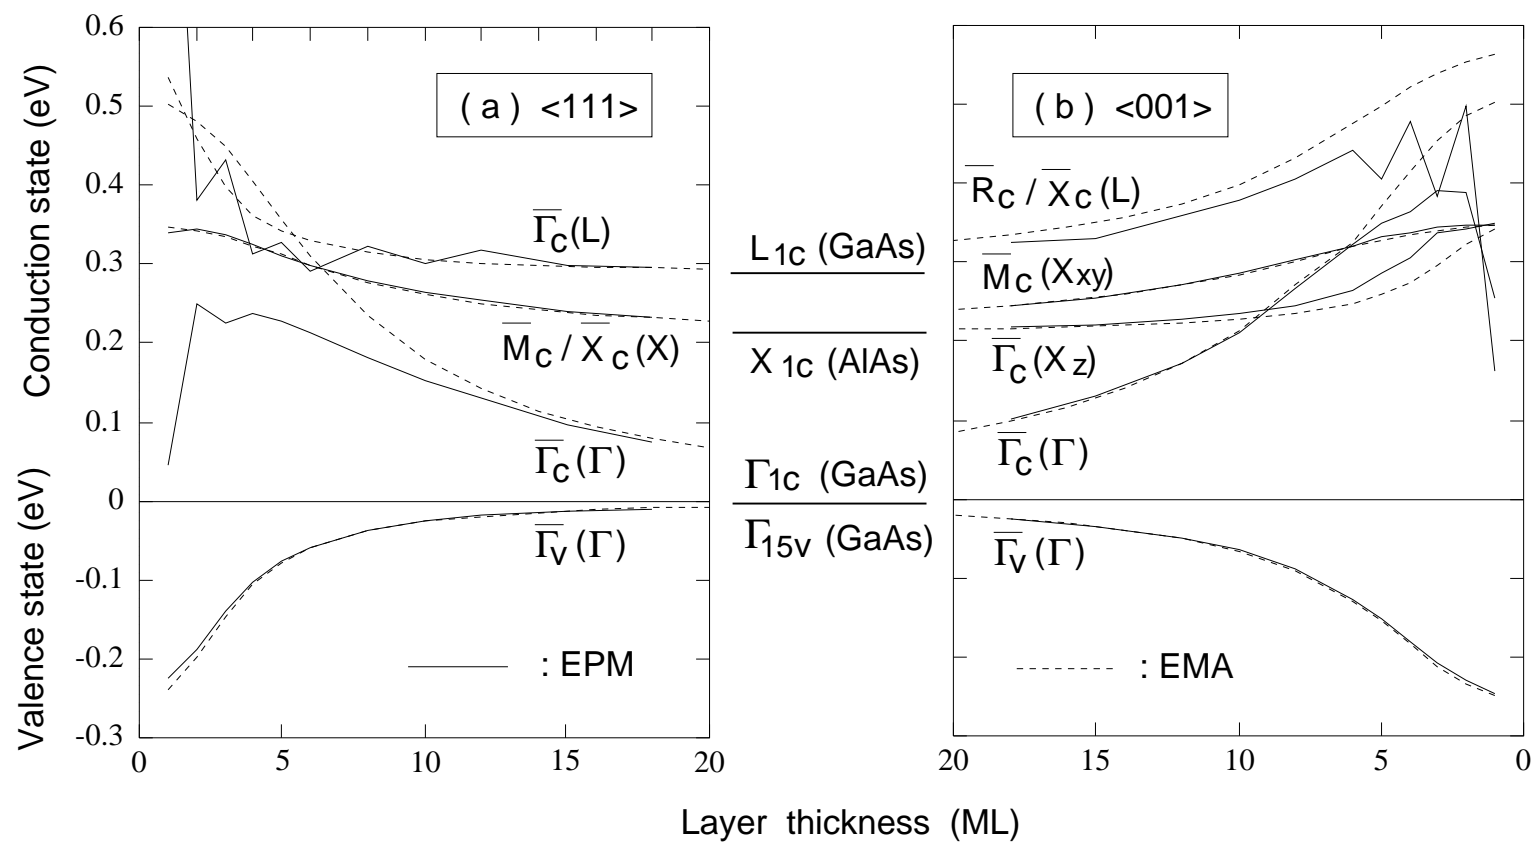 Conduction state (eV)
Valence state (eV)
0.6
0.5
0.4
0.3
0.2
0.1
0
-0.1
-0.2
-0.3
( a ) <111>
Γ̅c(L)
M̅c / X̅c(X)
Γ̅c(Γ)
Γ̅v(Γ)
: EPM
0 5 10 15 20
L1c (GaAs)
X1c (AlAs)
Γ1c (GaAs)
Γ15v (GaAs)
( b ) <001>
R̅c / X̅c(L)
M̅c(Xxy)
Γ̅c(Xz)
Γ̅c(Γ)
Γ̅v(Γ)
: EMA
20 15 10 5 0
Layer thickness (ML)